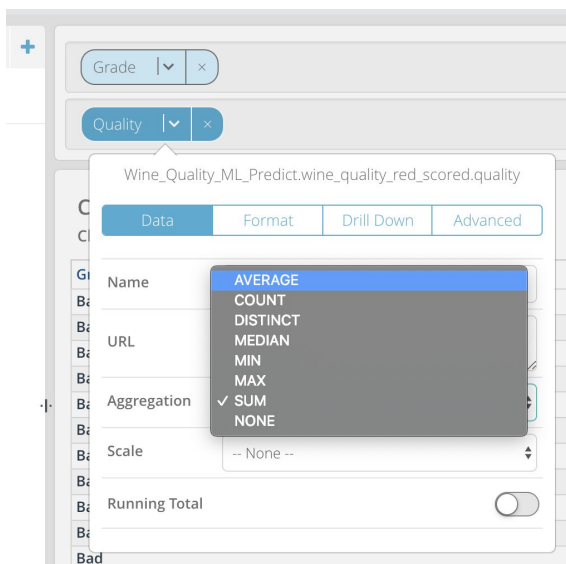 +
Grade ×
Quality ×
Wine_Quality_ML_Predict.wine_quality_red_scored.quality
Data Format Drill Down Advanced
Name
URL
Aggregation
Scale
Running Total
AVERAGE
COUNT
DISTINCT
MEDIAN
MIN
MAX
✓ SUM
NONE
-- None --
Bad